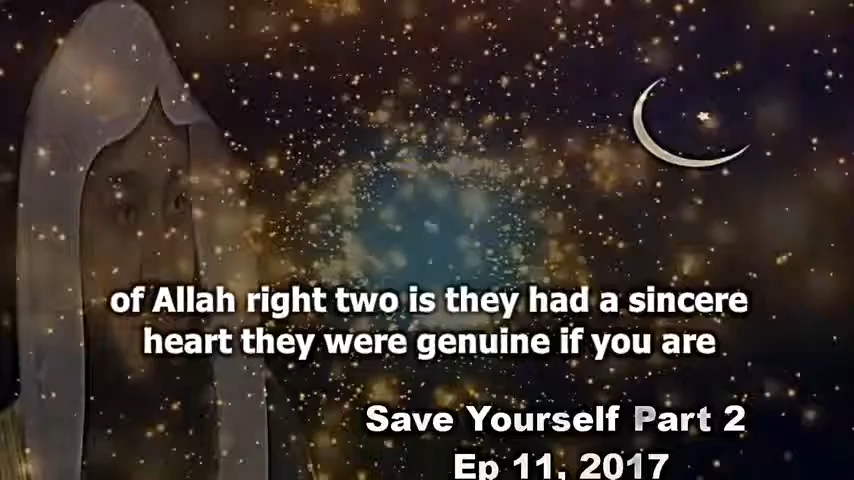 of Allah right two is they had a sincere
heart they were genuine if you are
Save Yourself Part 2
Ep 11, 2017